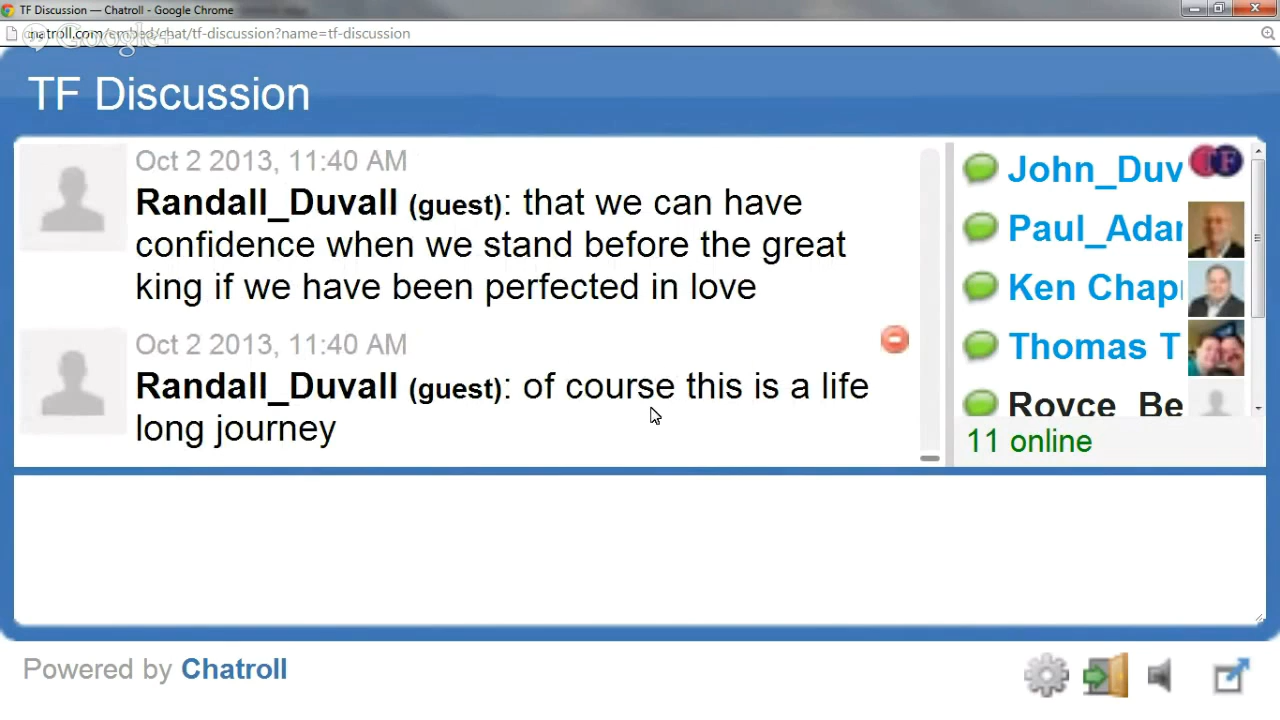 TF Discussion — Chatroll - Google Chrome
chatroll.com/embed/chat/tf-discussion?name=tf-discussion
Google+
TF Discussion
Oct 2 2013, 11:40 AM
Randall_Duvall (guest): that we can have
confidence when we stand before the great
king if we have been perfected in love
Oct 2 2013, 11:40 AM
Randall_Duvall (guest): of course this is a life
long journey
John_Duv
TF
Paul_Adar
Ken Chap
Thomas T
Royce_Be
11 online
Powered by Chatroll